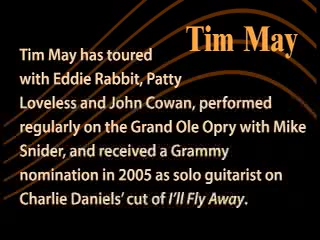 Tim May
Tim May has toured
with Eddie Rabbit, Patty
Loveless and John Cowan, performed
regularly on the Grand Ole Opry with Mike
Snider, and received a Grammy
nomination in 2005 as solo guitarist on
Charlie Daniels’ cut of I’ll Fly Away.